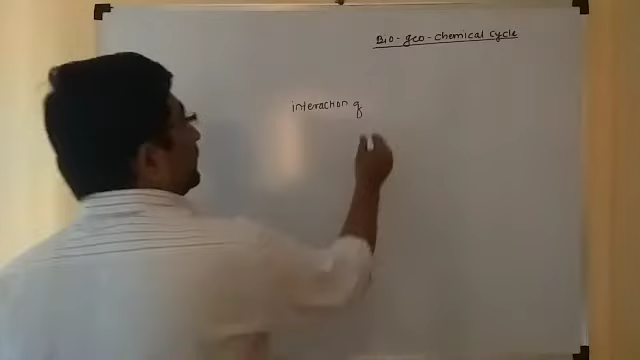 Bio - geo - chemical cycle
interaction of